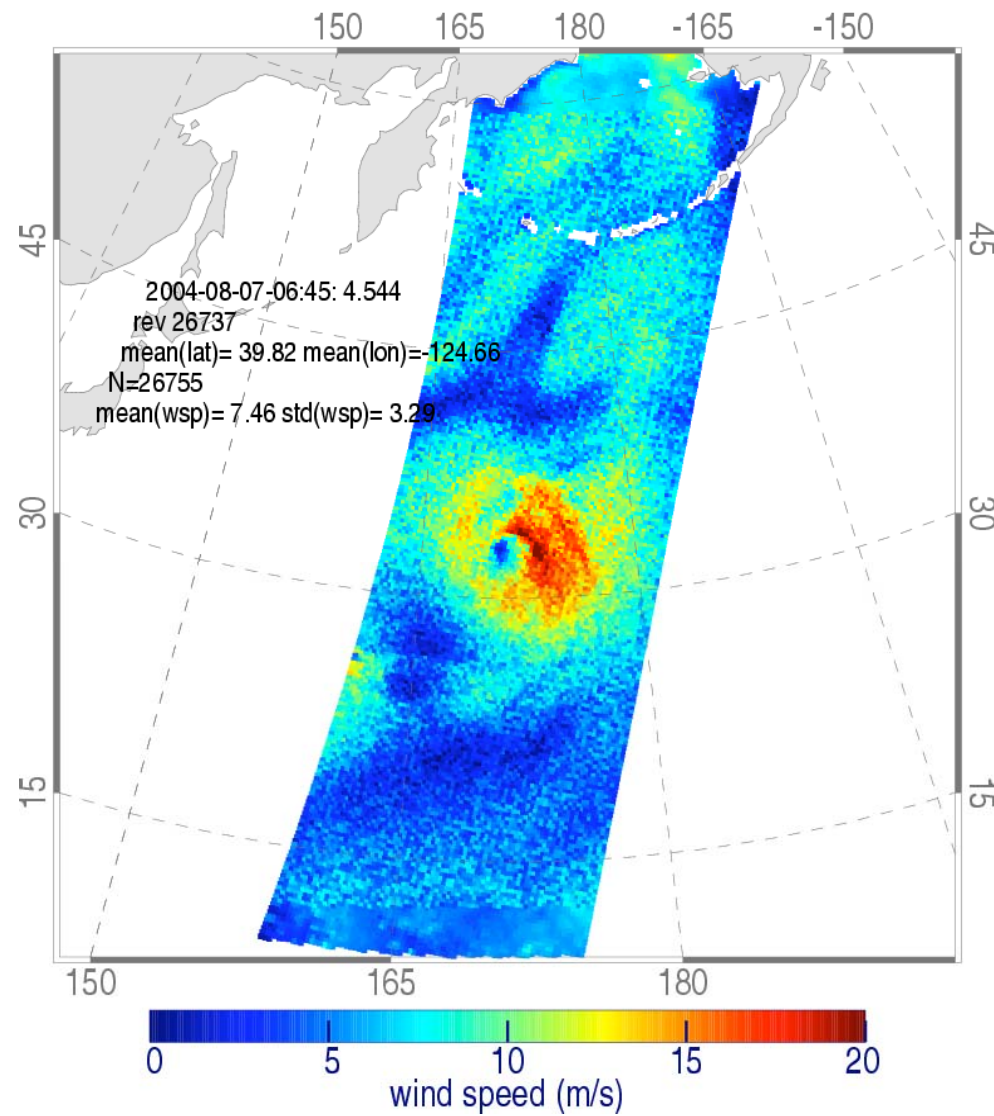 150 165 180 -165 -150
45 45
2004-08-07-06:45: 4.544
rev 26737
mean(lat)= 39.82 mean(lon)=-124.66
N=26755
mean(wsp)= 7.46 std(wsp)= 3.29
30 30
15 15
150 165 180
0 5 10 15 20
wind speed (m/s)